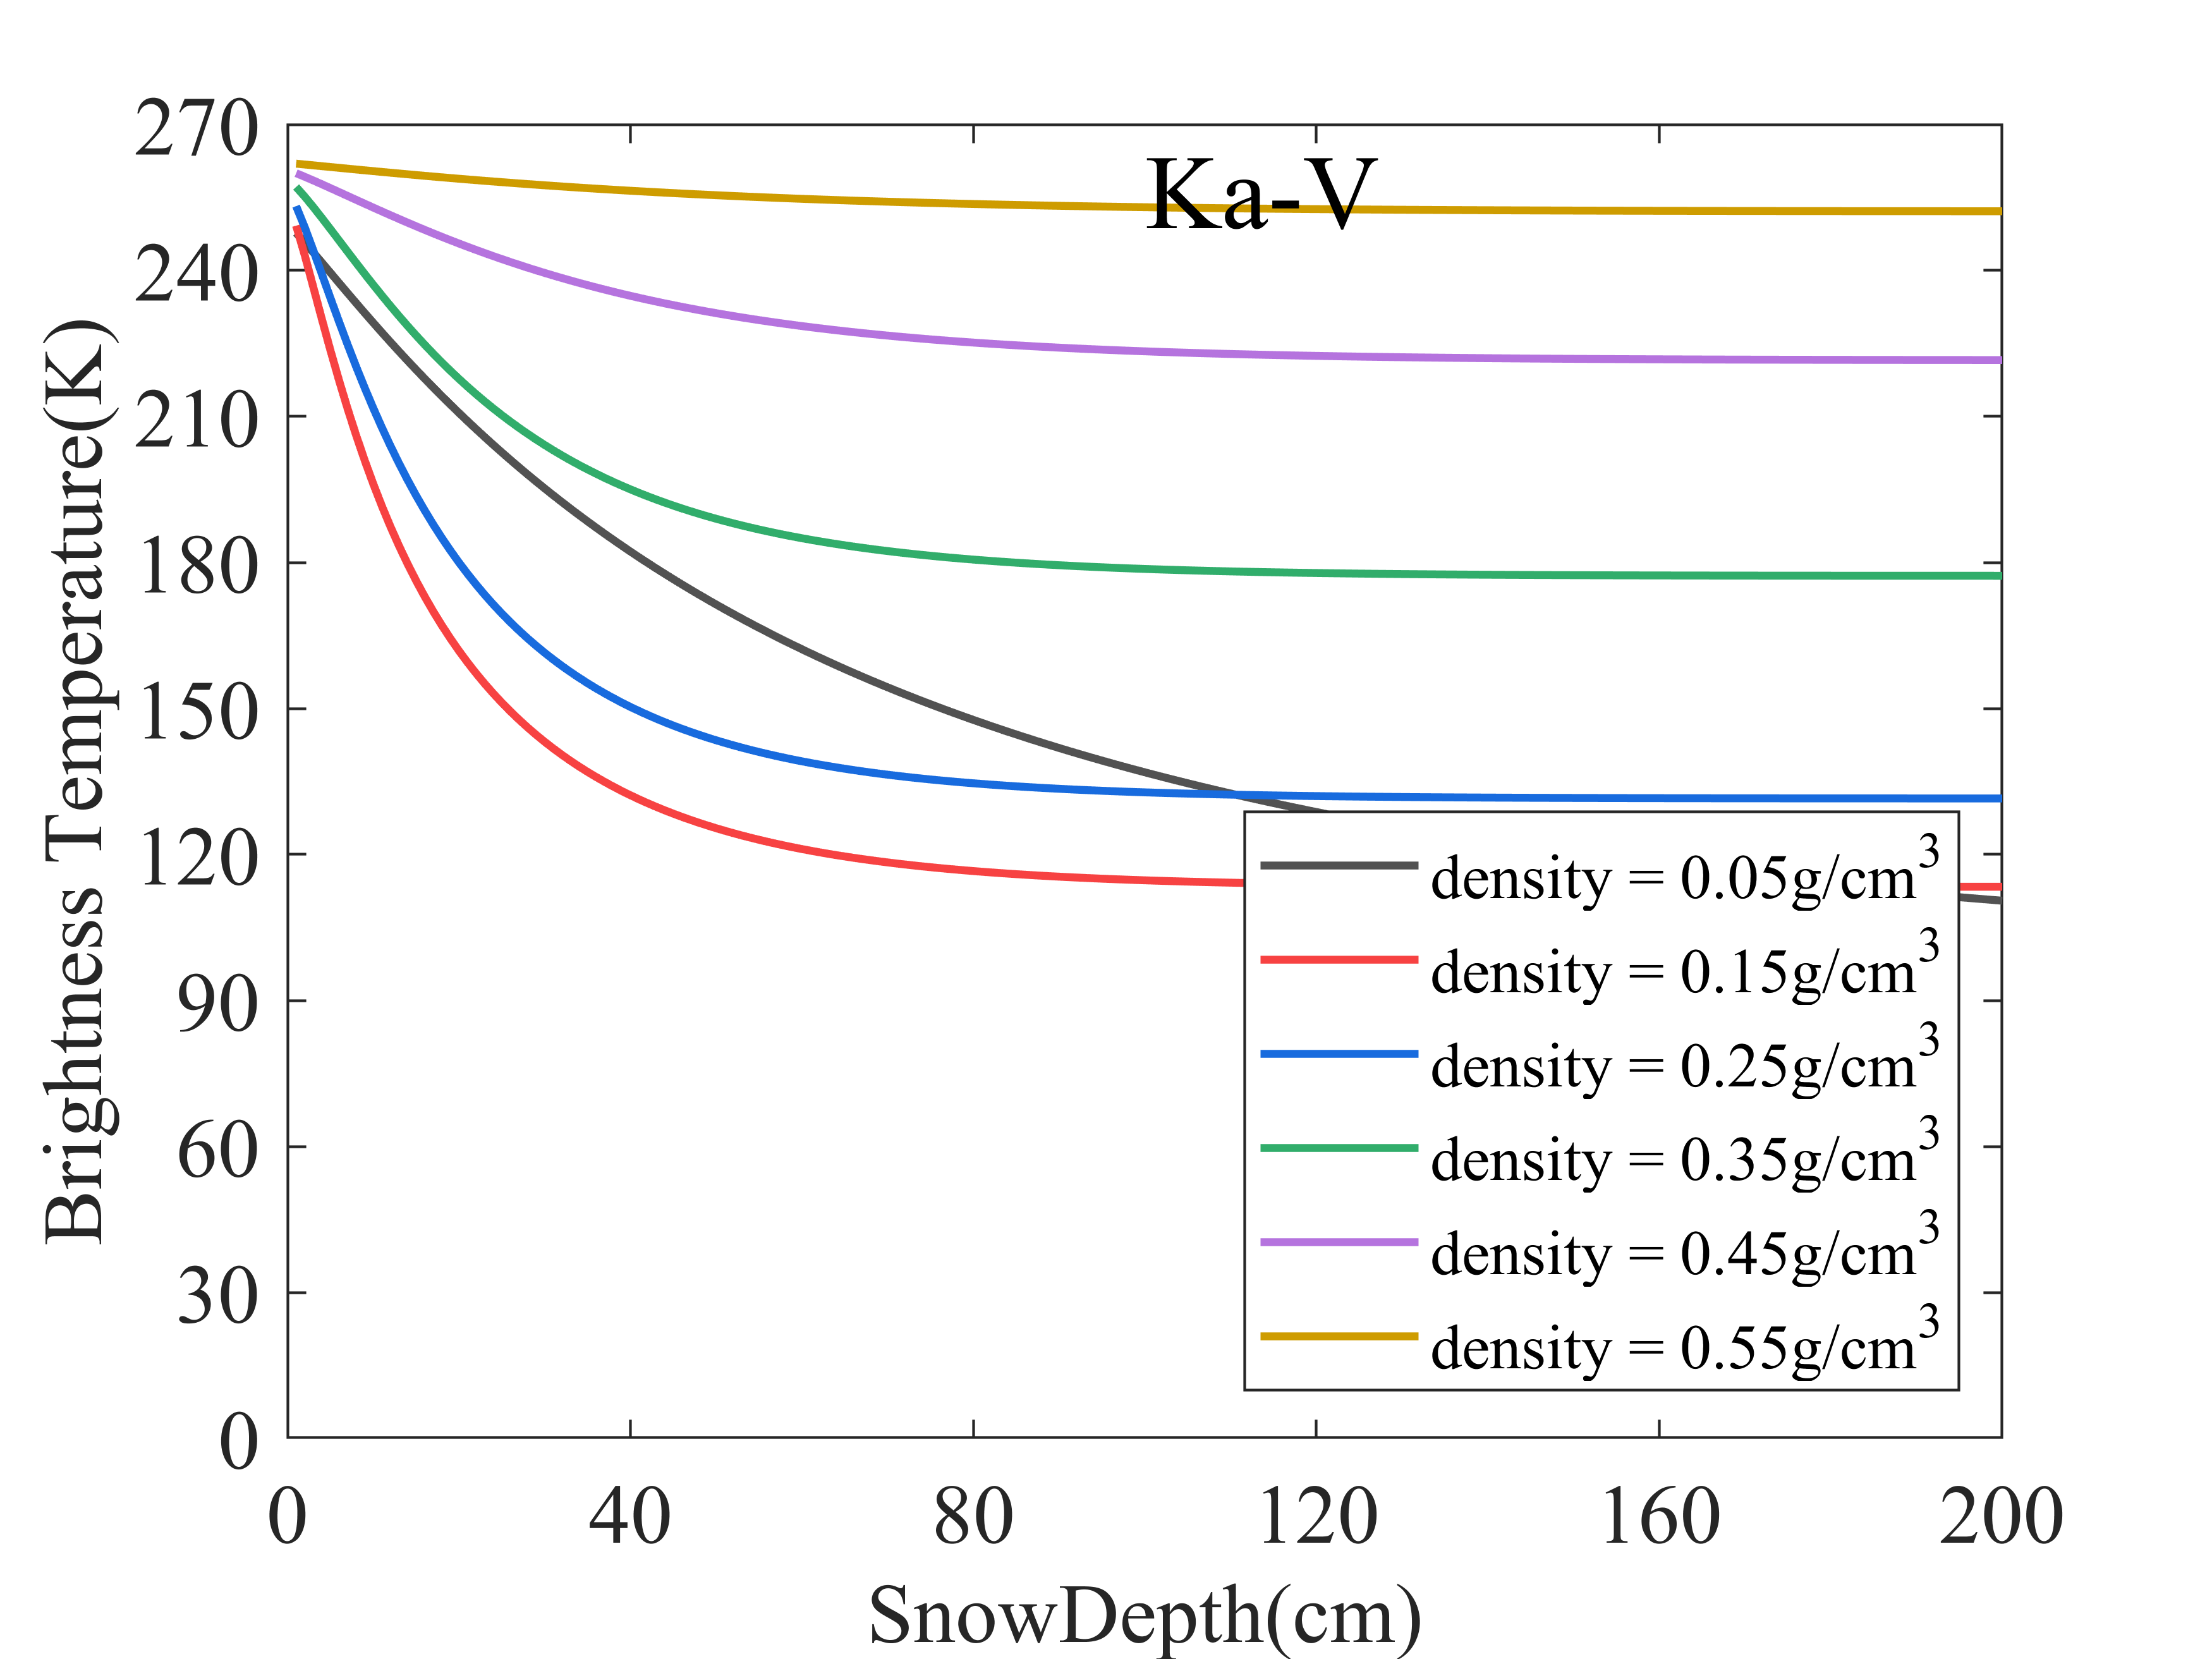 Ka-V
Brightness Temperature(K)
270
240
210
180
150
120
90
60
30
0
density = 0.05g/cm³
density = 0.15g/cm³
density = 0.25g/cm³
density = 0.35g/cm³
density = 0.45g/cm³
density = 0.55g/cm³
0 40 80 120 160 200
SnowDepth(cm)